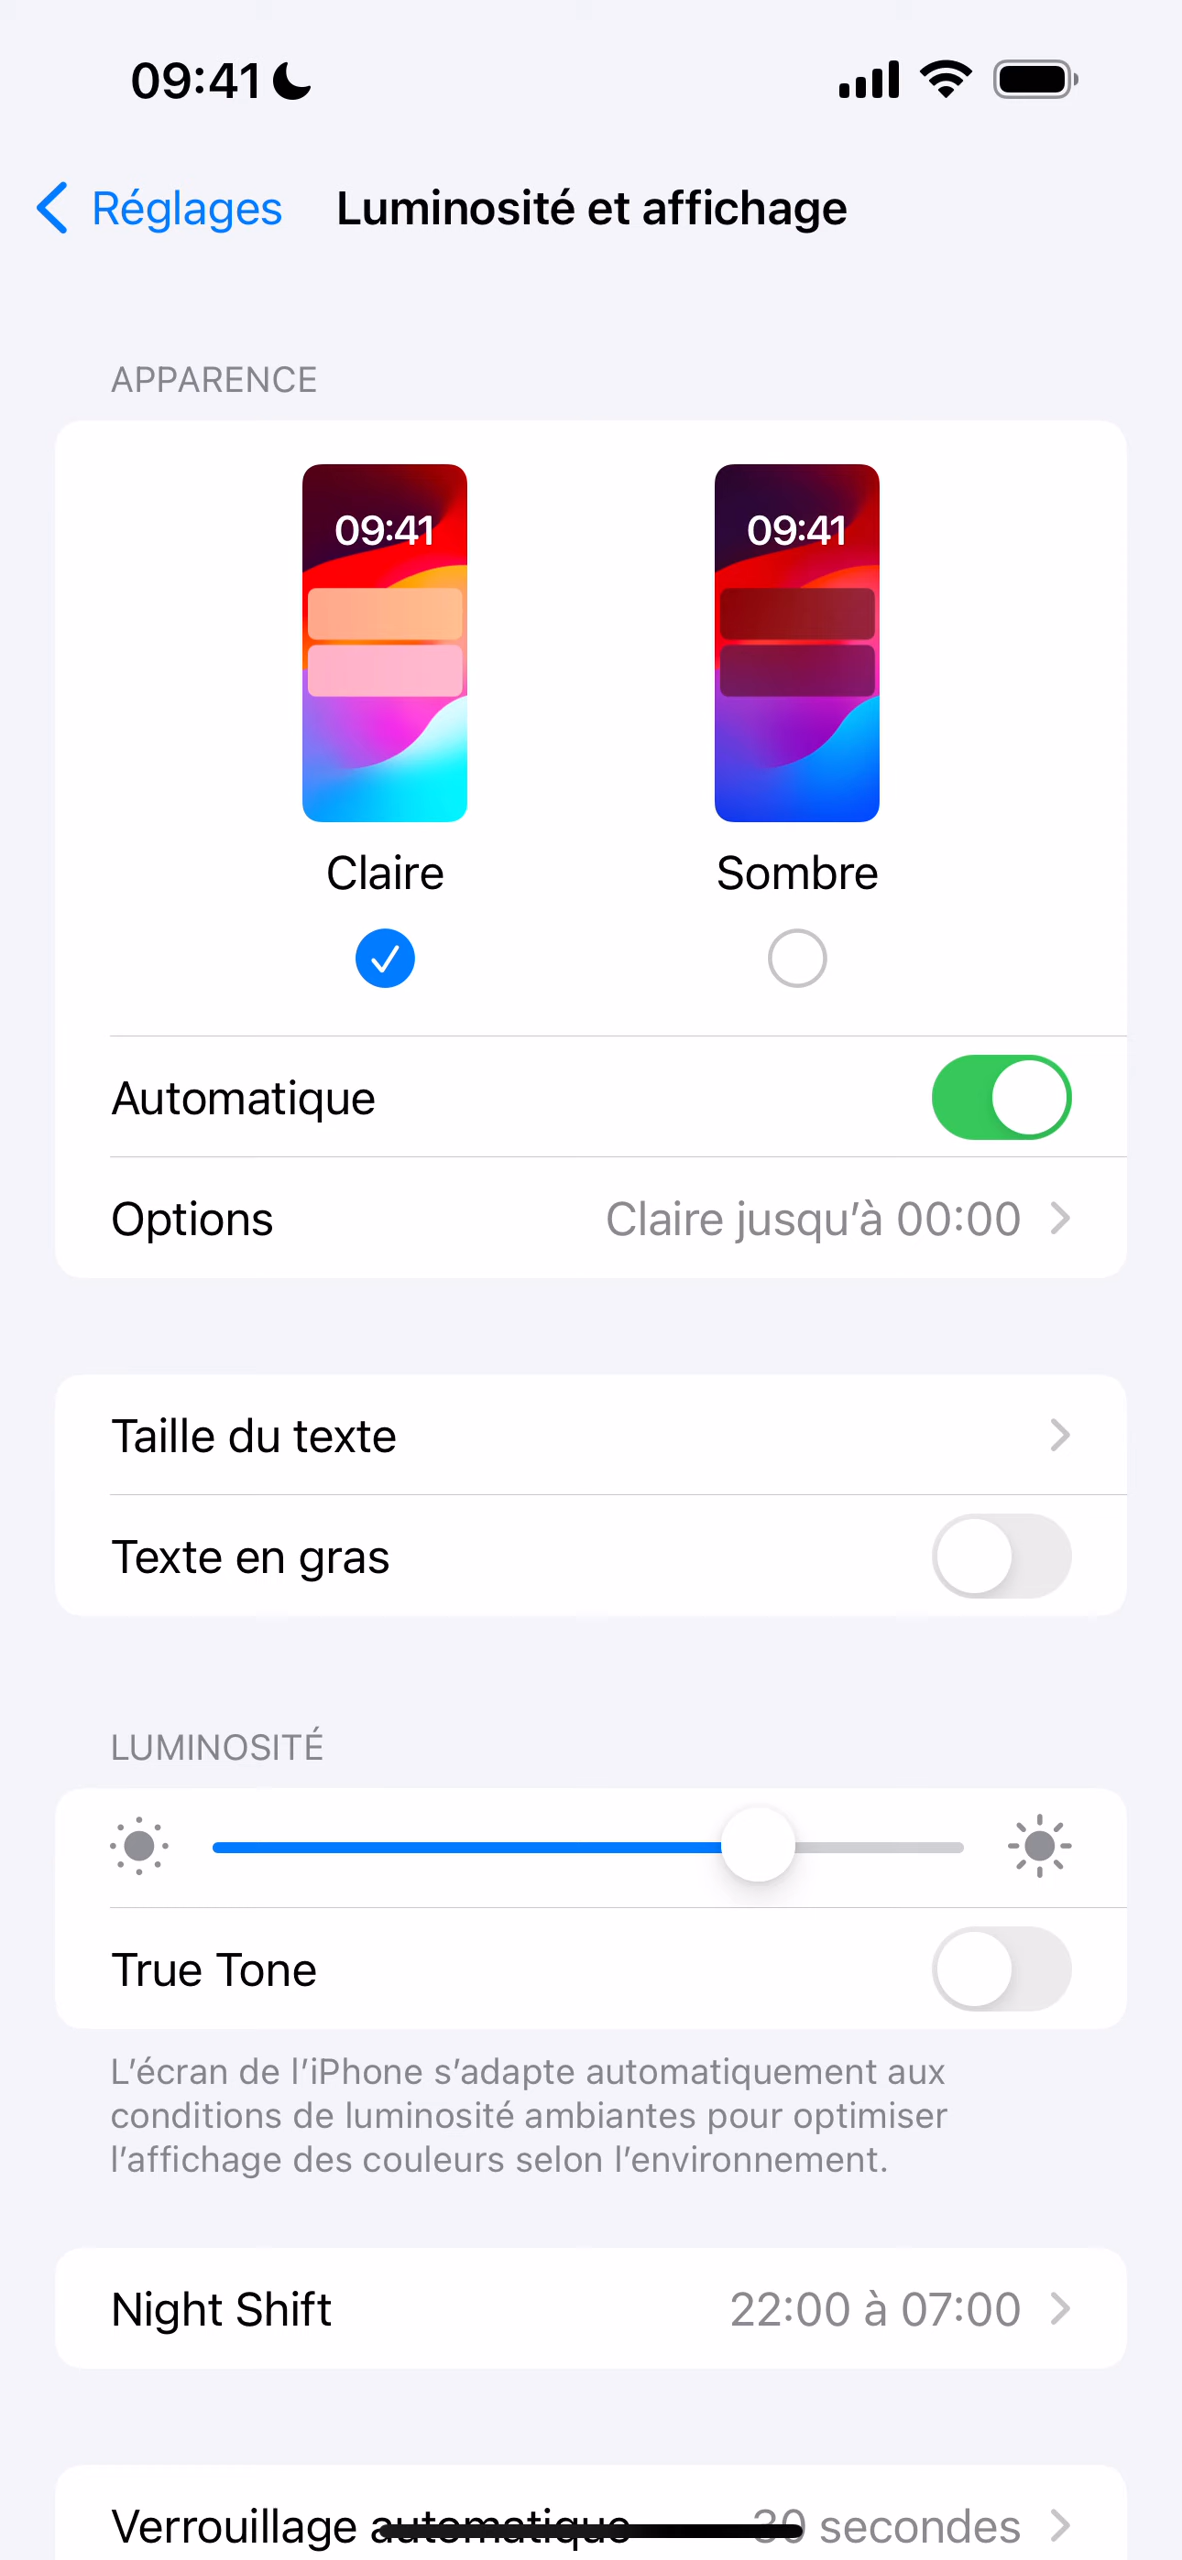 09:41
Réglages
Luminosité et affichage
APPARENCE
09:41
09:41
Claire
Sombre
Automatique
Options
Claire jusqu’à 00:00
Taille du texte
Texte en gras
LUMINOSITÉ
True Tone
L’écran de l’iPhone s’adapte automatiquement aux
conditions de luminosité ambiantes pour optimiser
l’affichage des couleurs selon l’environnement.
Night Shift
22:00 à 07:00
Verrouillage automatique
30 secondes